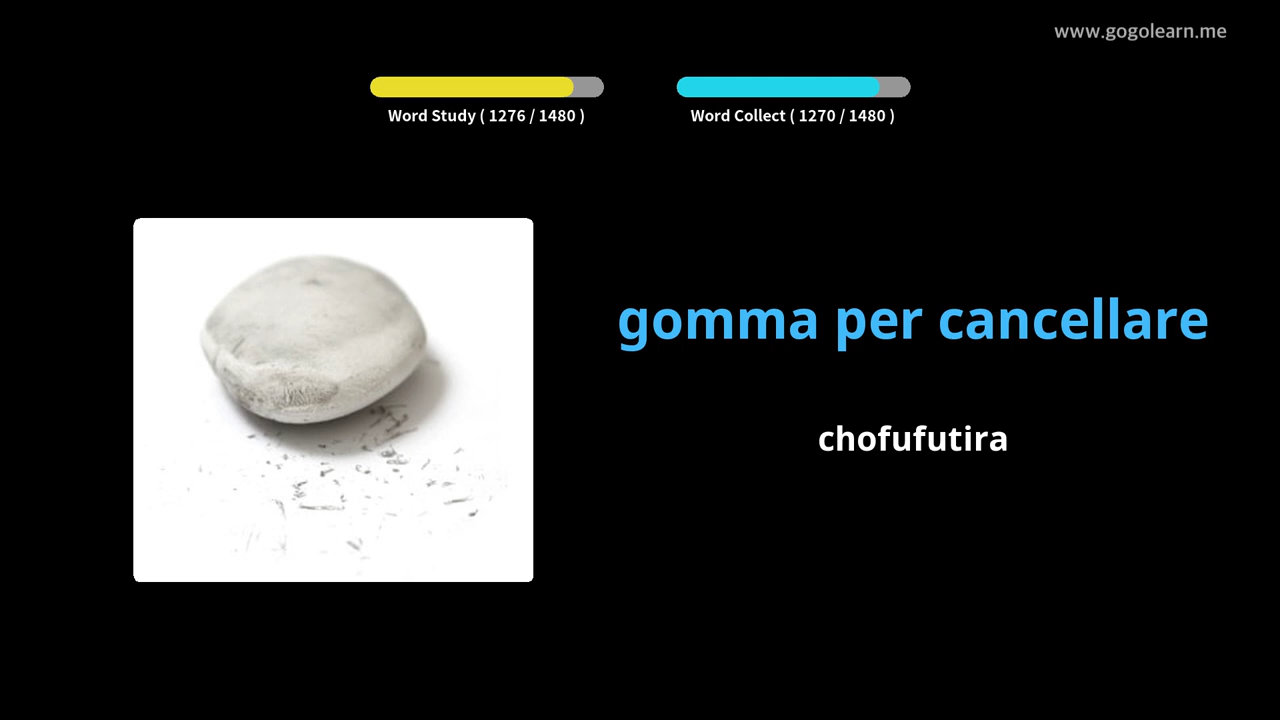 www.gogolearn.me
Word Study ( 1276 / 1480 )
Word Collect ( 1270 / 1480 )
gomma per cancellare
chofufutira